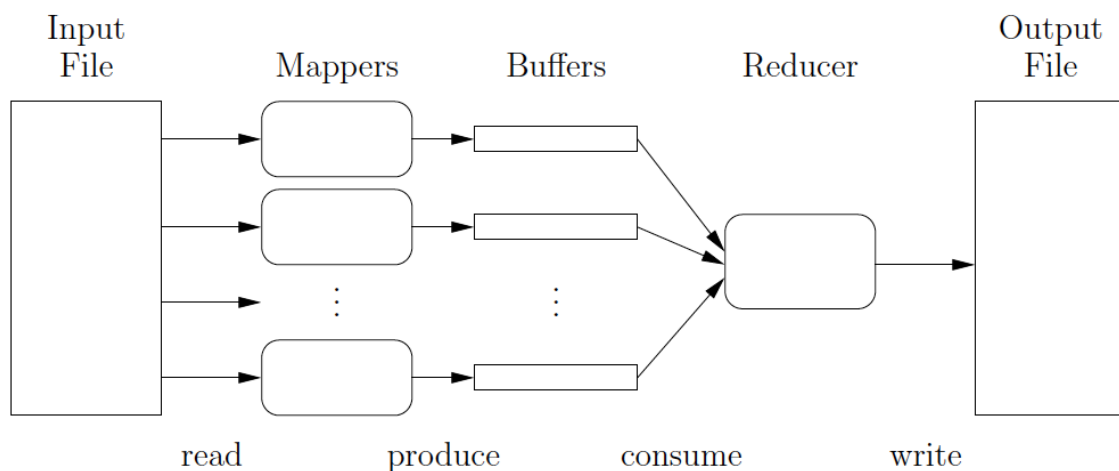 Input
File
Mappers
Buffers
Reducer
Output
File
read
produce
consume
write